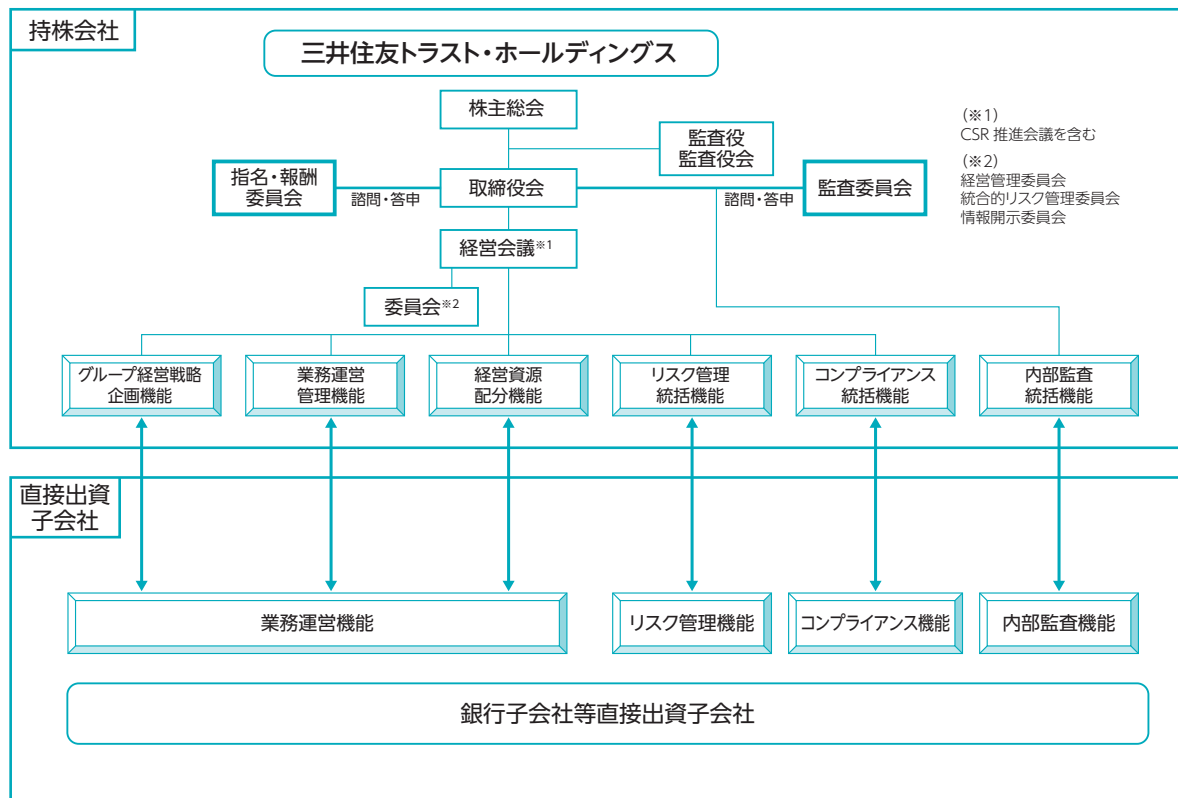 持株会社
三井住友トラスト・ホールディングス
株主総会
監査役
監査役会
(※1)
CSR 推進会議を含む
(※2)
経営管理委員会
統合的リスク管理委員会
情報開示委員会
指名・報酬
委員会
諮問・答申
取締役会
諮問・答申
監査委員会
経営会議※1
委員会※2
グループ経営戦略
企画機能
業務運営
管理機能
経営資源
配分機能
リスク管理
統括機能
コンプライアンス
統括機能
内部監査
統括機能
直接出資
子会社
業務運営機能
リスク管理機能
コンプライアンス機能
内部監査機能
銀行子会社等直接出資子会社